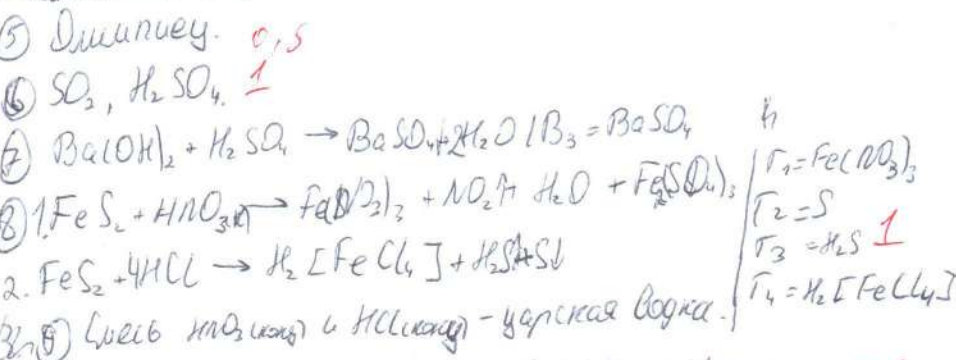 ⑤ Олимпиец. 0,5
⑥ SO₂, H₂SO₄. 1
⑦ Ba(OH)₂ + H₂SO₄ → BaSO₄+2H₂O / B₃ = BaSO₄
⑧ 1. FeS₂ + HNO₃(к) → Fe(NO₃)₃ + NO₂↑ H₂O + Fe₂(SO₄)₃
2. FeS₂ + 4HCl → H₂[FeCl₄] + H₂S↑ + S↓
Г₁ = Fe(NO₃)₃
Г₂ = S
Г₃ = H₂S 1
Г₄ = H₂[FeCl₄]
⑨ Смесь HNO₃(конц) и HCl(конц) - царская водка.